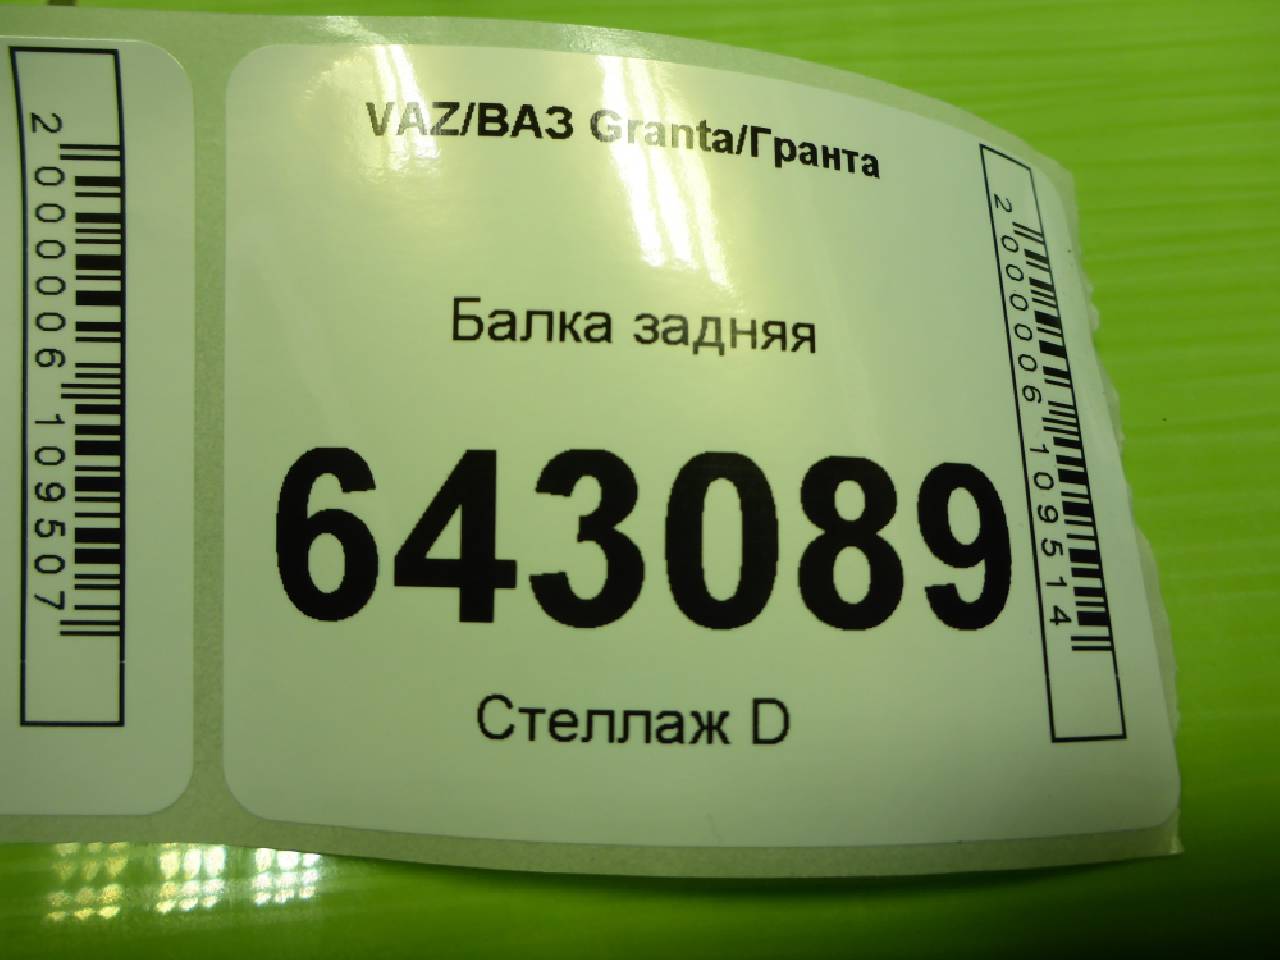 2000006109507
VAZ/ВАЗ Granta/Гранта
Балка задняя
643089
Стеллаж D
2000006109514